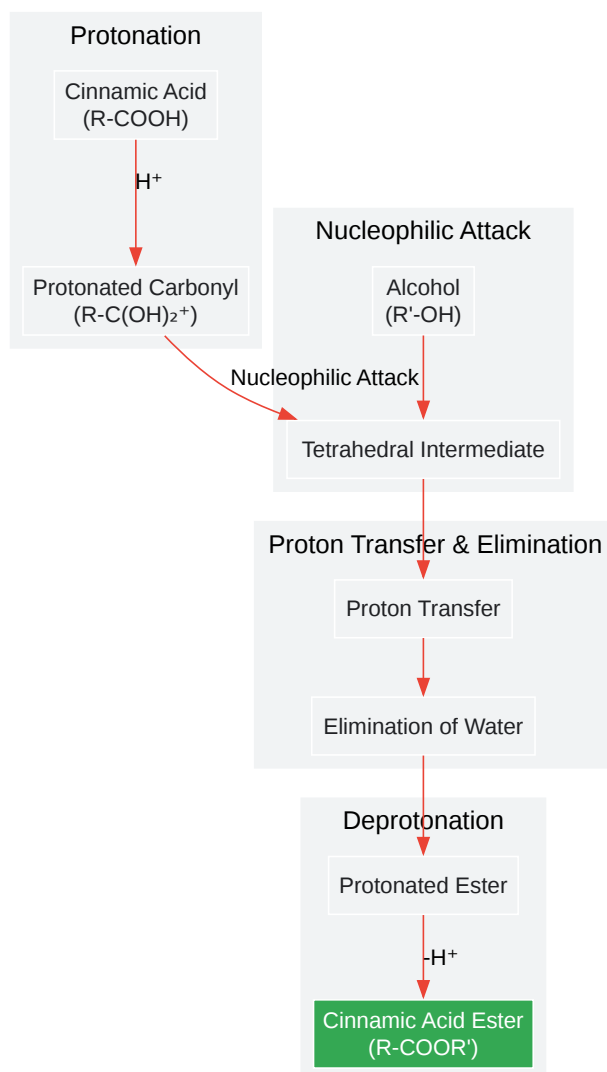 Protonation
Cinnamic Acid
(R-COOH)
H⁺
Protonated Carbonyl
(R-C(OH)₂⁺)
Nucleophilic Attack
Alcohol
(R'-OH)
Nucleophilic Attack
Tetrahedral Intermediate
Proton Transfer & Elimination
Proton Transfer
Elimination of Water
Deprotonation
Protonated Ester
-H⁺
Cinnamic Acid Ester
(R-COOR')